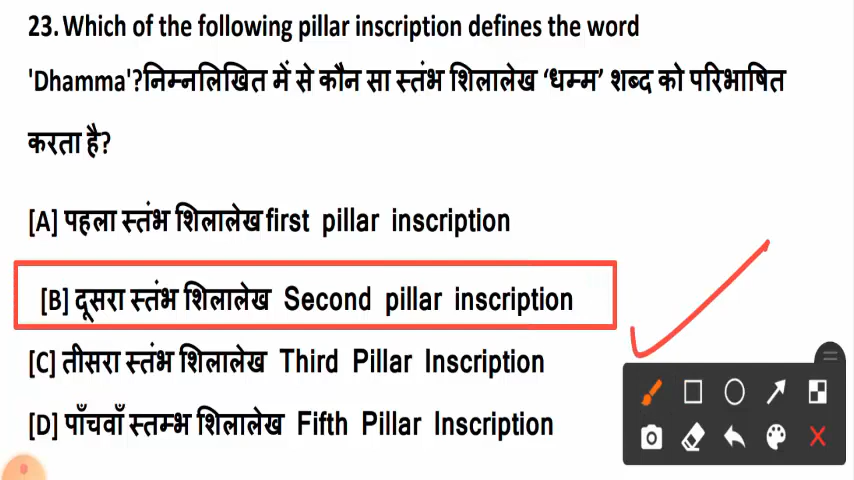 23. Which of the following pillar inscription defines the word
'Dhamma'?निम्नलिखित में से कौन सा स्तंभ शिलालेख ‘धम्म’ शब्द को परिभाषित
करता है?
[A] पहला स्तंभ शिलालेख first pillar inscription
[B] दूसरा स्तंभ शिलालेख Second pillar inscription
[C] तीसरा स्तंभ शिलालेख Third Pillar Inscription
[D] पाँचवाँ स्तम्भ शिलालेख Fifth Pillar Inscription